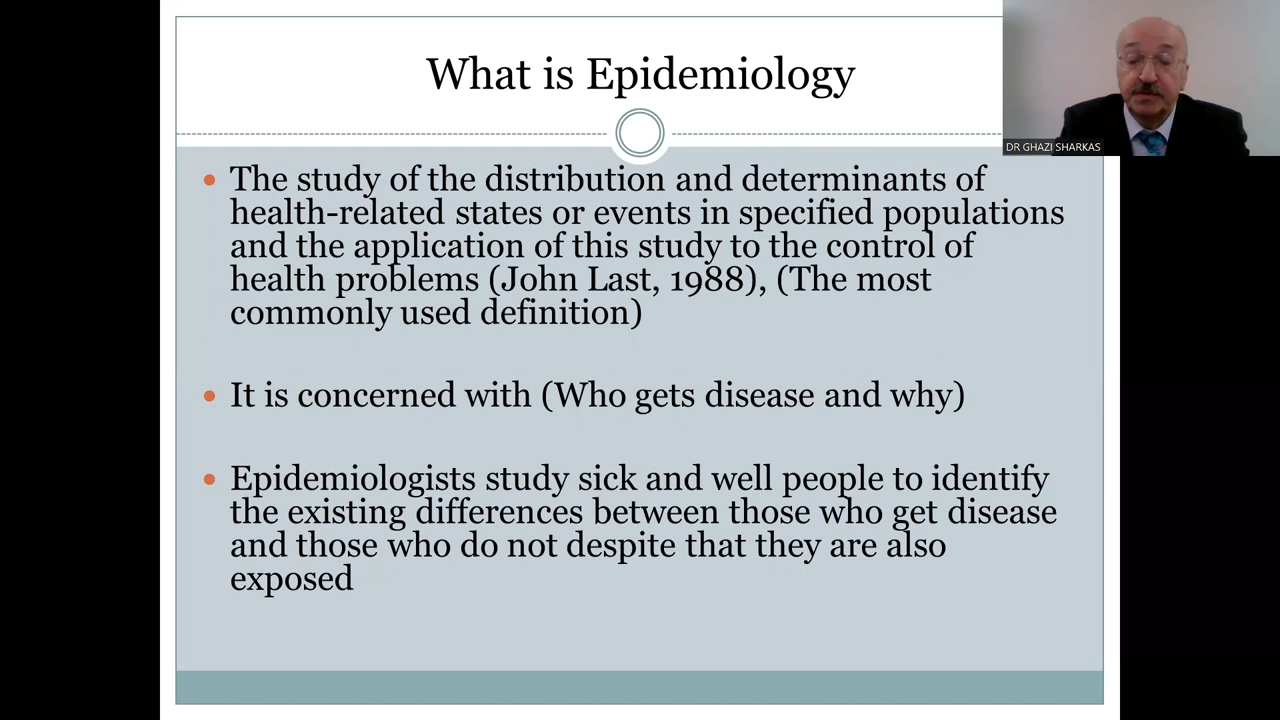 What is Epidemiology
DR GHAZI SHARKAS
• The study of the distribution and determinants of
health-related states or events in specified populations
and the application of this study to the control of
health problems (John Last, 1988), (The most
commonly used definition)
• It is concerned with (Who gets disease and why)
• Epidemiologists study sick and well people to identify
the existing differences between those who get disease
and those who do not despite that they are also
exposed